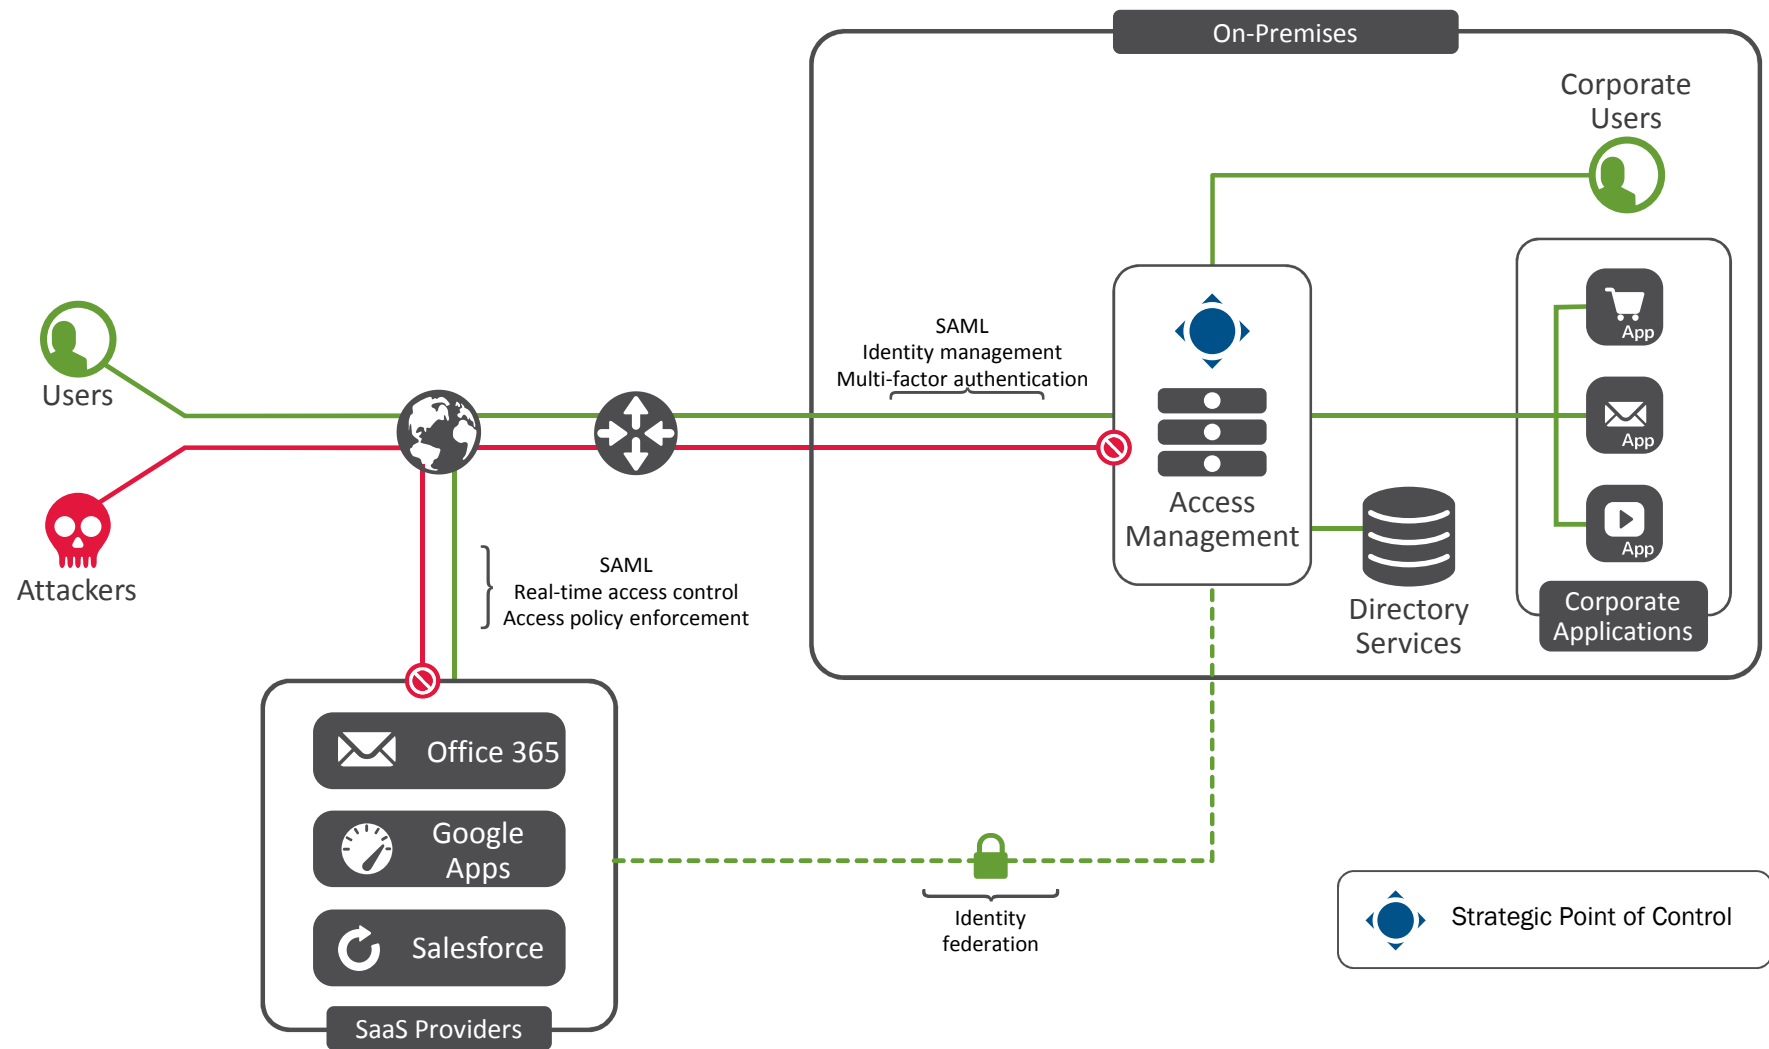 On-Premises
Corporate
Users
Users
Attackers
SAML
Identity management
Multi-factor authentication
App
App
App
Access
Management
Directory
Services
Corporate
Applications
SAML
Real-time access control
Access policy enforcement
Office 365
Google
Apps
Salesforce
SaaS Providers
Identity
federation
Strategic Point of Control